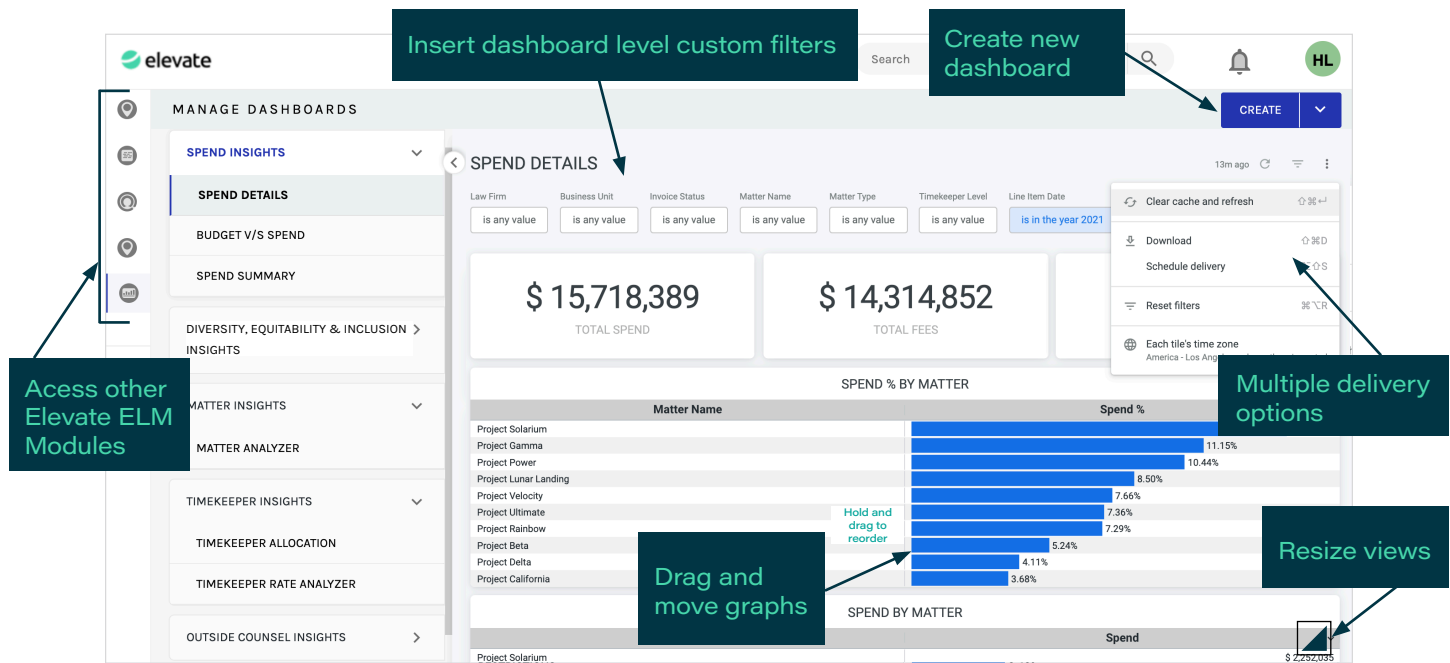 Insert dashboard level custom filters
Create new
dashboard
elevate
Search
HL
MANAGE DASHBOARDS
CREATE
SPEND INSIGHTS
SPEND DETAILS
BUDGET V/S SPEND
SPEND SUMMARY
DIVERSITY, EQUITABILITY & INCLUSION
INSIGHTS
MATTER INSIGHTS
MATTER ANALYZER
TIMEKEEPER INSIGHTS
TIMEKEEPER ALLOCATION
TIMEKEEPER RATE ANALYZER
OUTSIDE COUNSEL INSIGHTS
Acess other
Elevate ELM
Modules
SPEND DETAILS
13m ago
Law Firm Business Unit Invoice Status Matter Name Matter Type Timekeeper Level Line Item Date
is any value is any value is any value is any value is any value is any value is in the year 2021
Clear cache and refresh ⇧⌘↵
Download ⇧⌘D
Schedule delivery ⇧S
Reset filters ⌘⌥R
Each tile's time zone
America - Los
Multiple delivery
options
$ 15,718,389
TOTAL SPEND
$ 14,314,852
TOTAL FEES
SPEND % BY MATTER
Matter Name Spend %
Project Solarium
Project Gamma 11.15%
Project Power 10.44%
Project Lunar Landing 8.50%
Project Velocity 7.66%
Project Ultimate 7.36%
Project Rainbow 7.29%
Project Beta 5.24%
Project Delta 4.11%
Project California 3.68%
Hold and
drag to
reorder
Drag and
move graphs
Resize views
SPEND BY MATTER
Spend
Project Solarium $ 2,252,035